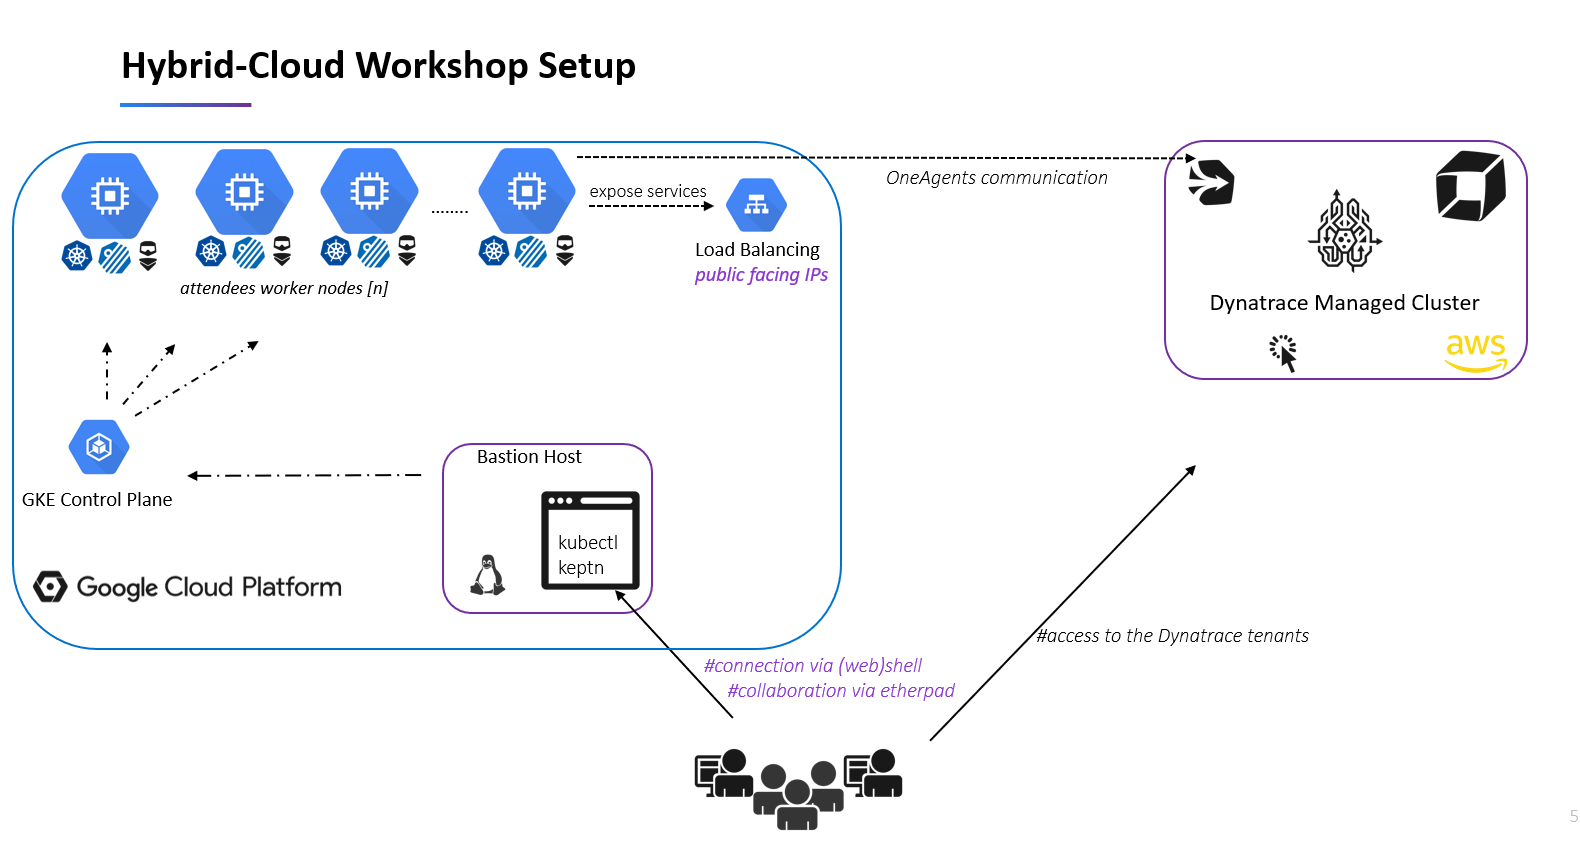 Hybrid-Cloud Workshop Setup
expose services
OneAgents communication
........
Load Balancing
public facing IPs
attendees worker nodes [n]
Dynatrace Managed Cluster
aws
Bastion Host
GKE Control Plane
kubectl
keptn
Google Cloud Platform
#access to the Dynatrace tenants
#connection via (web)shell
#collaboration via etherpad
5